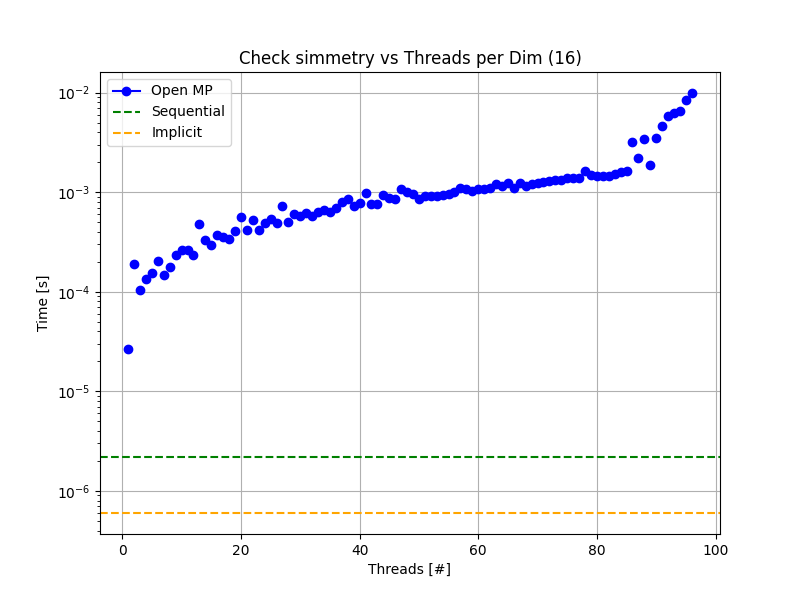 Check simmetry vs Threads per Dim (16)
Open MP
Sequential
Implicit
Time [s]
10⁻²
10⁻³
10⁻⁴
10⁻⁵
10⁻⁶
0 20 40 60 80 100
Threads [#]